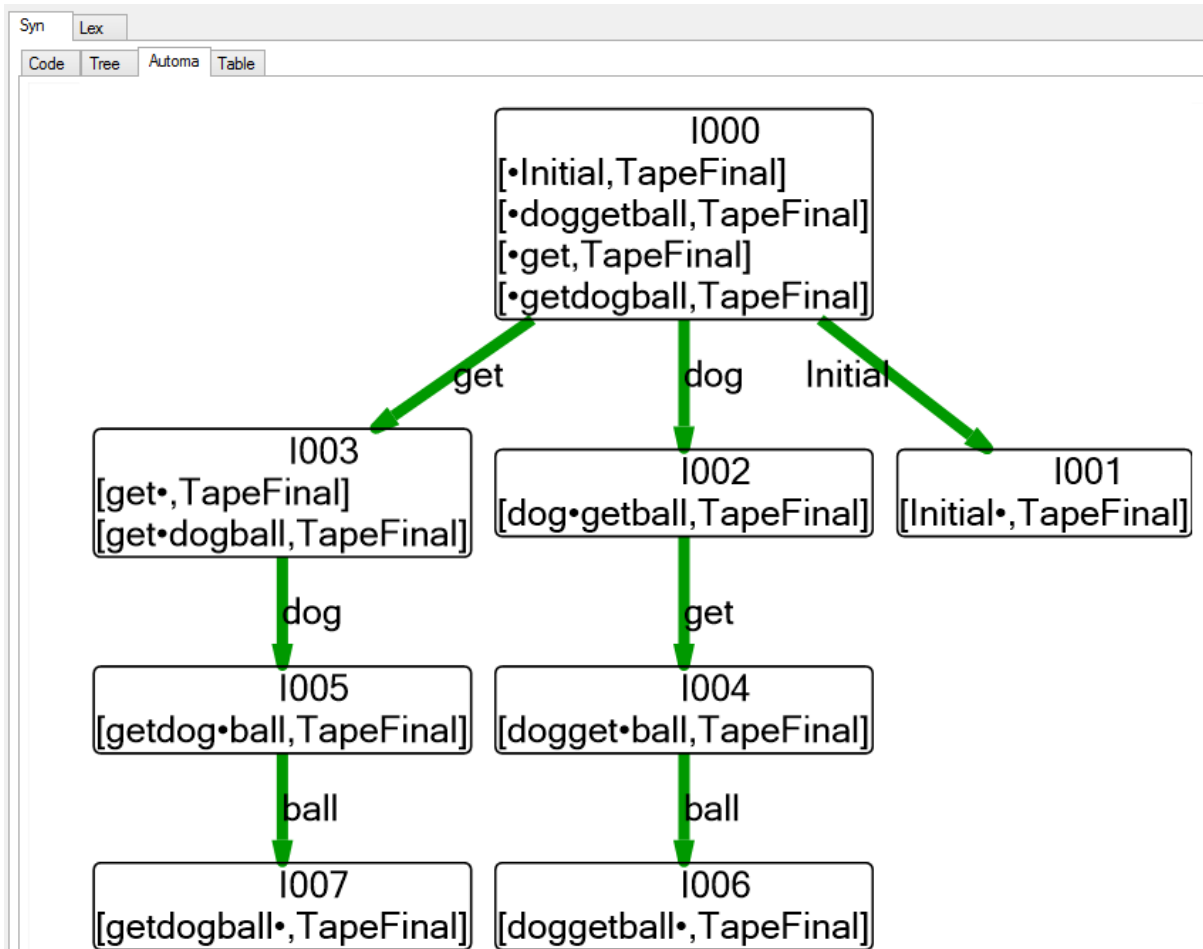 Syn Lex
Code Tree Automa Table
I000
[•Initial,TapeFinal]
[•doggetball,TapeFinal]
[•get,TapeFinal]
[•getdogball,TapeFinal]
get dog Initial
I003
[get•,TapeFinal]
[get•dogball,TapeFinal]
I002
[dog•getball,TapeFinal]
I001
[Initial•,TapeFinal]
dog get
I005
[getdog•ball,TapeFinal]
I004
[dogget•ball,TapeFinal]
ball ball
I007
[getdogball•,TapeFinal]
I006
[doggetball•,TapeFinal]